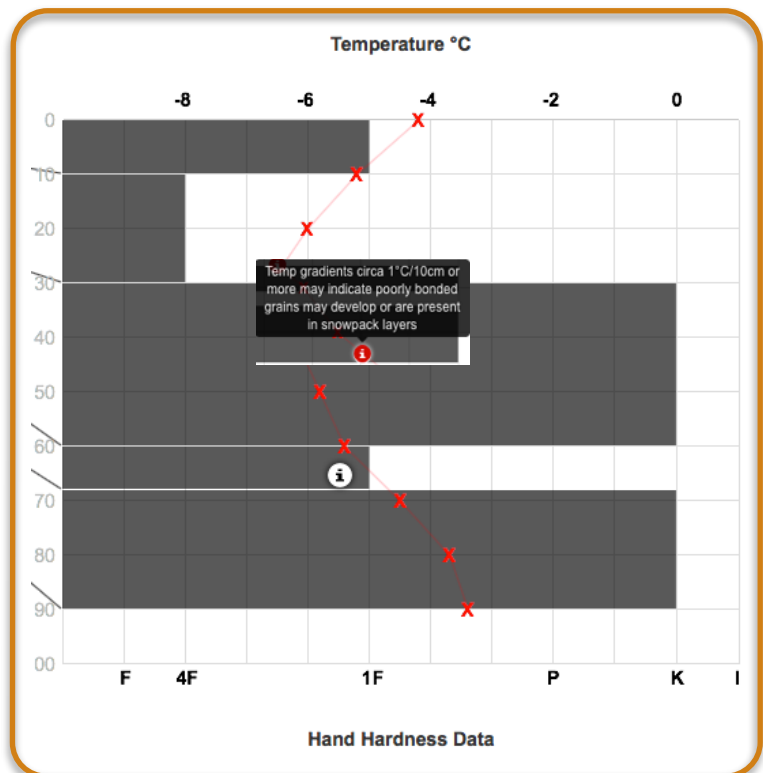 Temperature °C
-8 -6 -4 -2 0
0
10
20
Temp gradients circa 1°C/10cm or
more may indicate poorly bonded
grains may develop or are present
in snowpack layers
30
40
i
50
60
i
70
80
90
00
F 4F 1F P K I
Hand Hardness Data